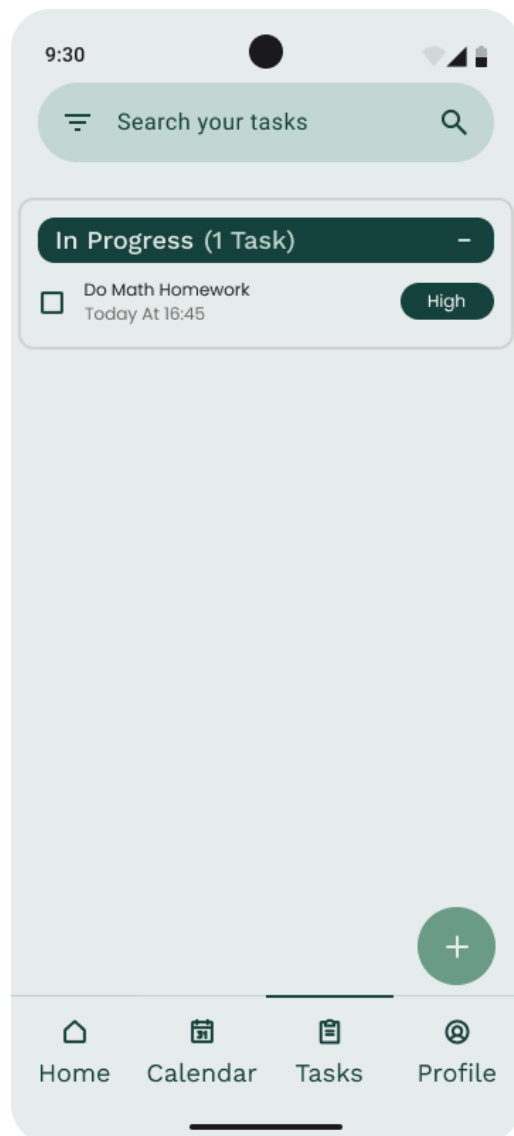 9:30
Search your tasks
In Progress (1 Task)
Do Math Homework
Today At 16:45
High
31
Home Calendar Tasks Profile